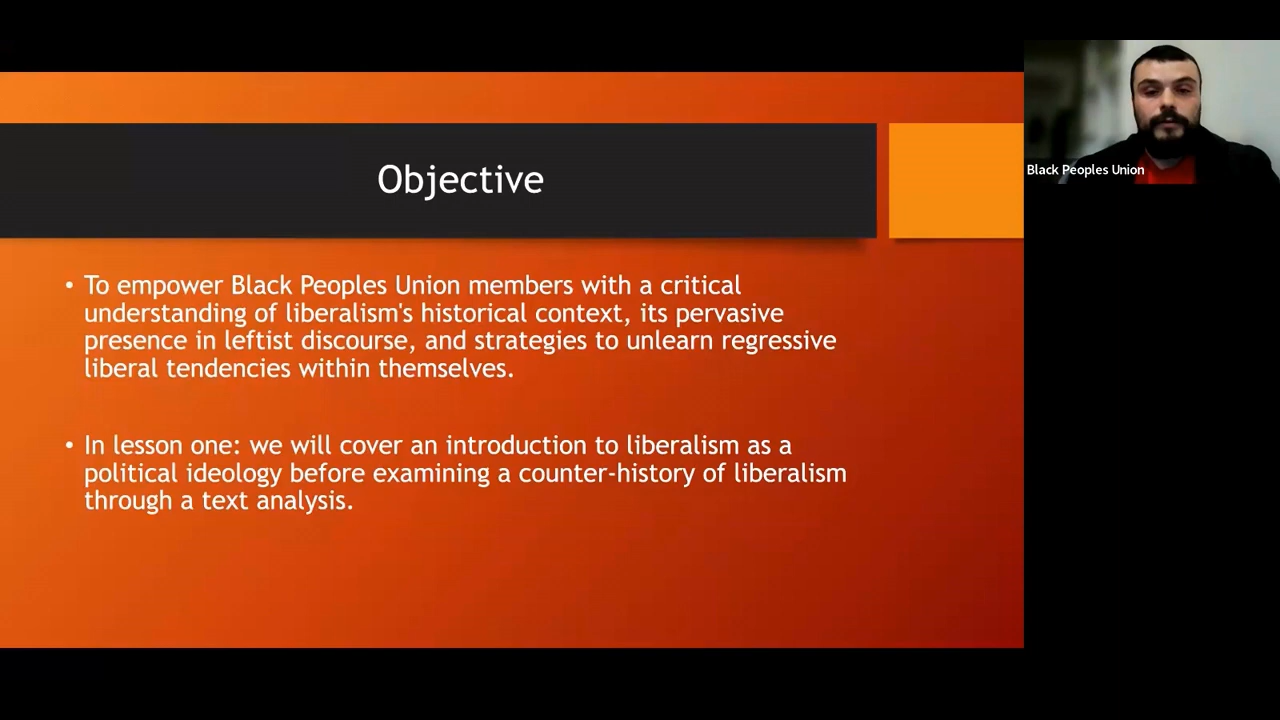 Objective
• To empower Black Peoples Union members with a critical
understanding of liberalism's historical context, its pervasive
presence in leftist discourse, and strategies to unlearn regressive
liberal tendencies within themselves.
• In lesson one: we will cover an introduction to liberalism as a
political ideology before examining a counter-history of liberalism
through a text analysis.
Black Peoples Union